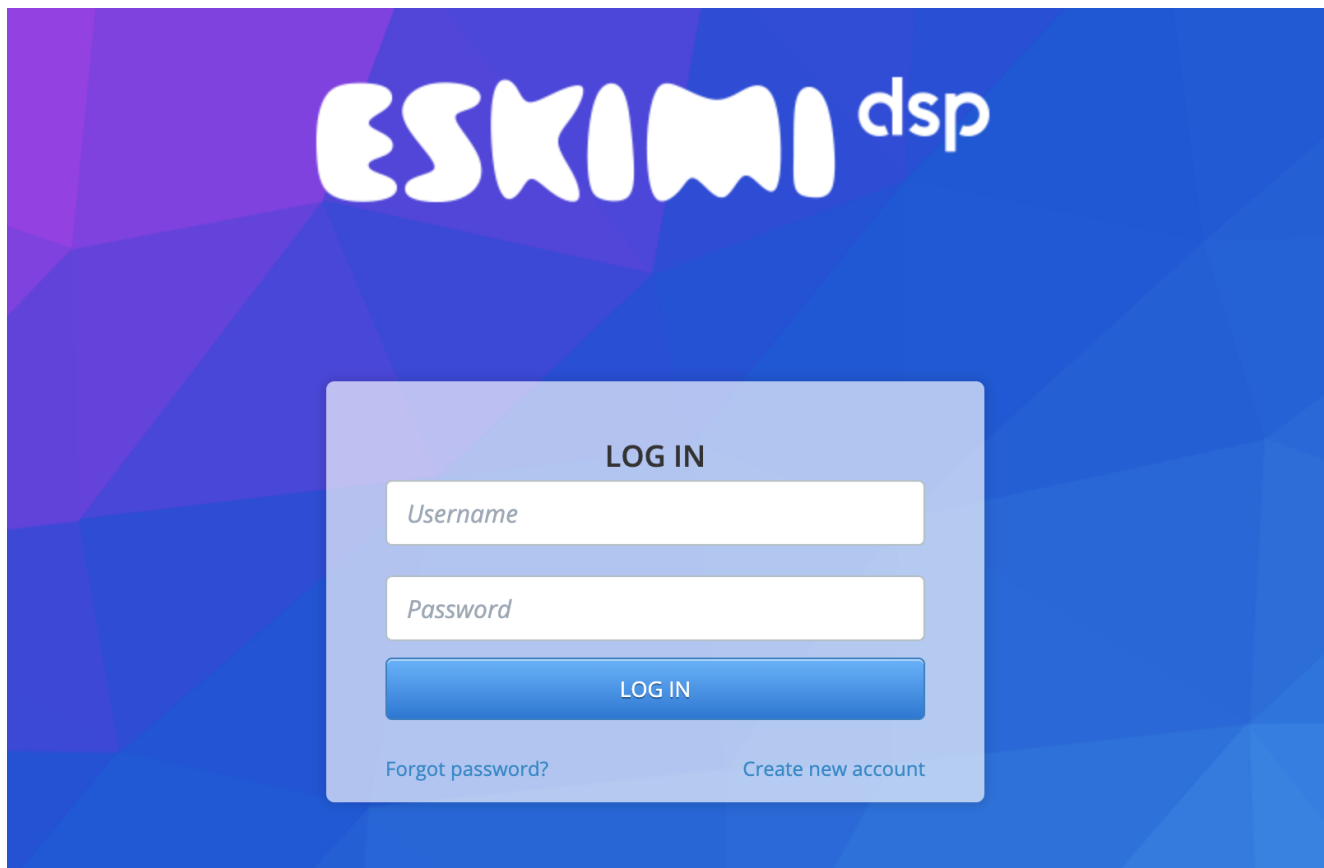 ESKIMI dsp
LOG IN
Username
Password
LOG IN
Forgot password? Create new account